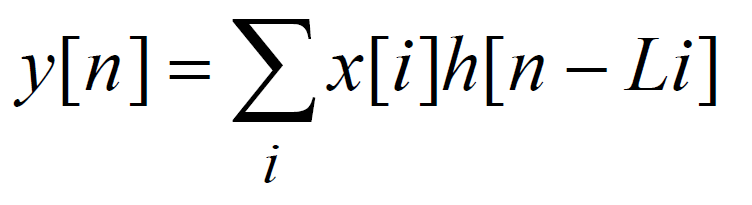 y[n] = ∑ x[i]h[n − Li]
i